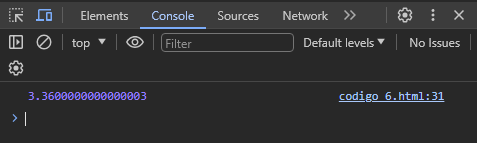 Elements Console Sources Network
top Filter Default levels No Issues
3.3600000000000003 codigo 6.html:31